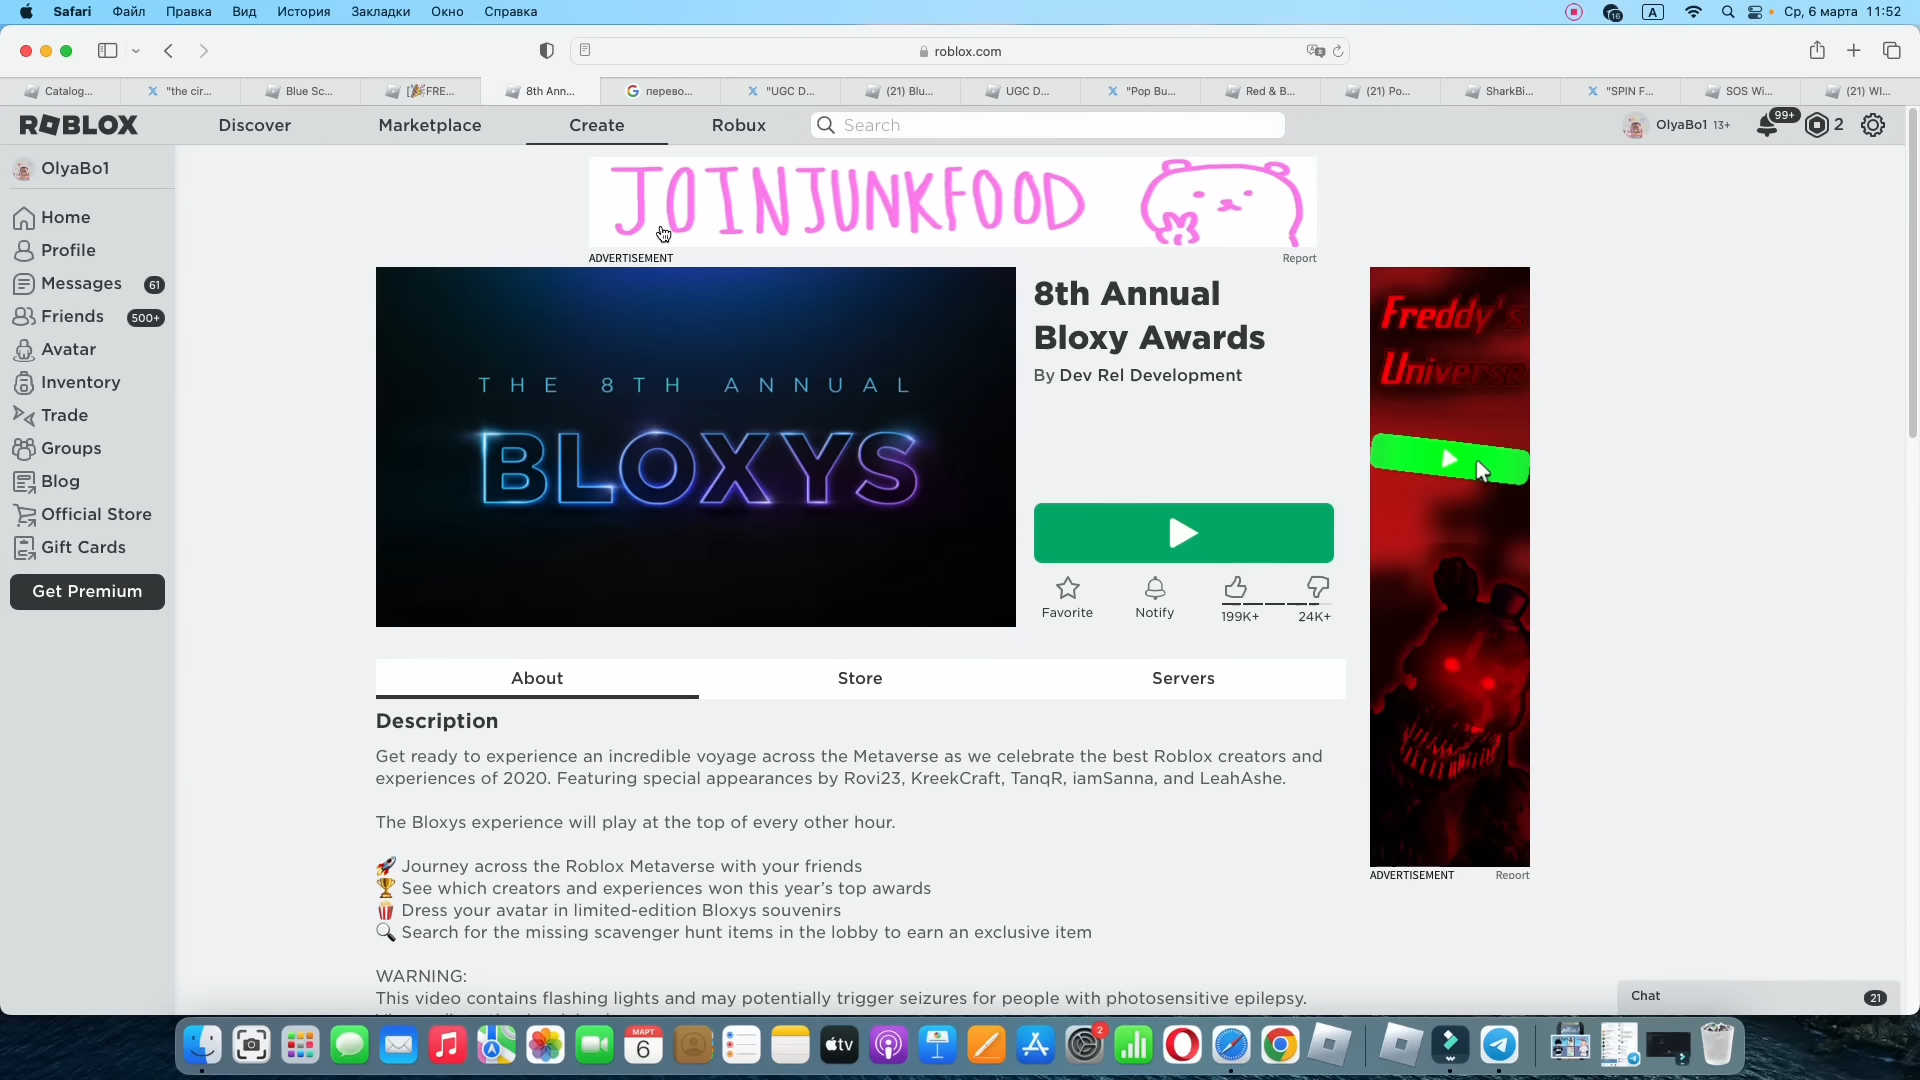 Safari Файл Правка Вид История Закладки Окно Справка
16
A
Ср, 6 марта 11:52
roblox.com
Catalog...
"the cir...
Blue Sc...
[🎉FRE...
8th Ann...
перево...
"UGC D...
(21) Blu...
UGC D...
"Pop Bu...
Red & B...
(21) Po...
SharkBi...
"SPIN F...
SOS Wi...
(21) WI...
ROBLOX Discover Marketplace Create Robux Search
OlyaBo1 13+ 99+ 2
OlyaBo1
Home
Profile
Messages 61
Friends 500+
Avatar
Inventory
Trade
Groups
Blog
Official Store
Gift Cards
Get Premium
JOINJUNKFOOD
ADVERTISEMENT Report
THE 8TH ANNUAL
BLOXYS
8th Annual
Bloxy Awards
By Dev Rel Development
Favorite Notify 199K+ 24K+
Freddy's
Universe
ADVERTISEMENT Report
About Store Servers
Description
Get ready to experience an incredible voyage across the Metaverse as we celebrate the best Roblox creators and
experiences of 2020. Featuring special appearances by Rovi23, KreekCraft, TanqR, iamSanna, and LeahAshe.
The Bloxys experience will play at the top of every other hour.
🚀 Journey across the Roblox Metaverse with your friends
🏆 See which creators and experiences won this year's top awards
🍿 Dress your avatar in limited-edition Bloxys souvenirs
🔍 Search for the missing scavenger hunt items in the lobby to earn an exclusive item
WARNING:
This video contains flashing lights and may potentially trigger seizures for people with photosensitive epilepsy.
Chat 21
МАРТ
6
tv
2